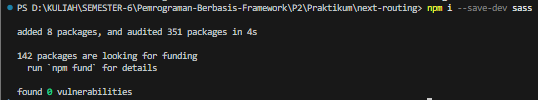 PS D:\KULIAH\SEMESTER-6\Pemrograman-Berbasis-Framework\P2\Praktikum\next-routing> npm i --save-dev sass
added 8 packages, and audited 351 packages in 4s
142 packages are looking for funding
run `npm fund` for details
found 0 vulnerabilities